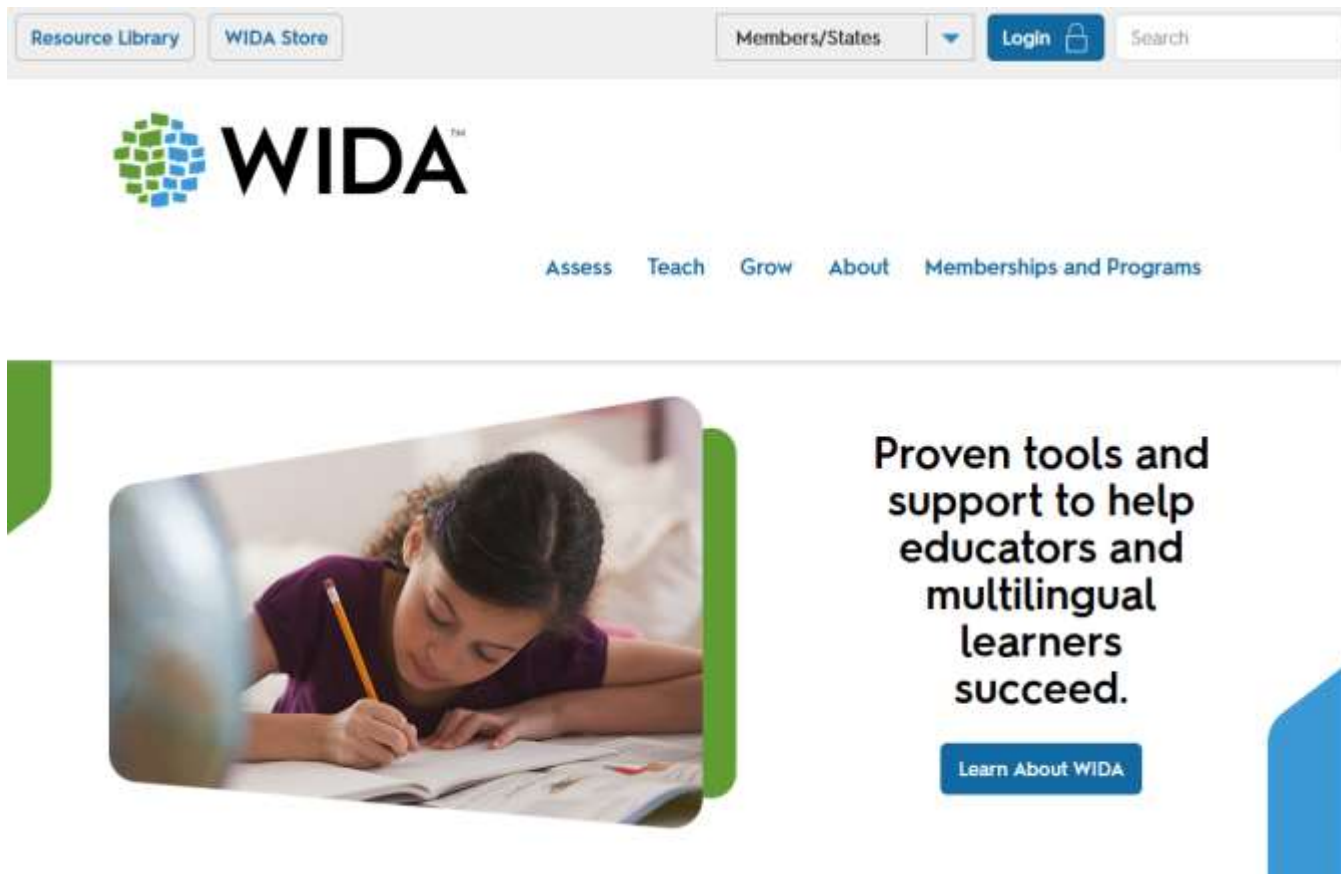 Resource Library WIDA Store Members/States Login Search
WIDA™
Assess Teach Grow About Memberships and Programs
Proven tools and
support to help
educators and
multilingual
learners
succeed.
Learn About WIDA